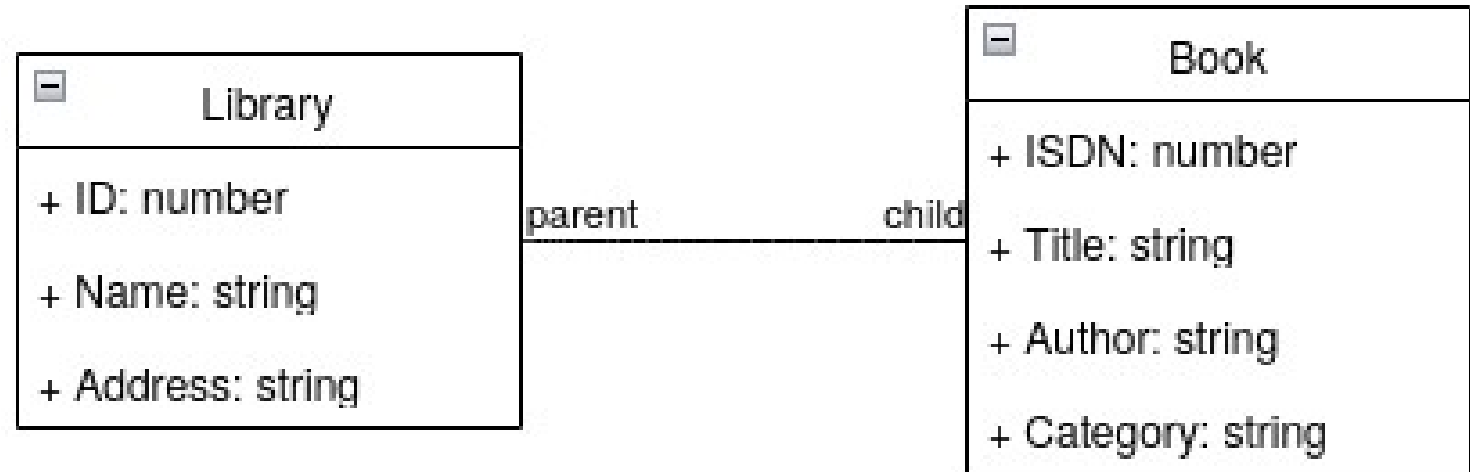 Library
+ ID: number
+ Name: string
+ Address: string
parent
child
Book
+ ISDN: number
+ Title: string
+ Author: string
+ Category: string